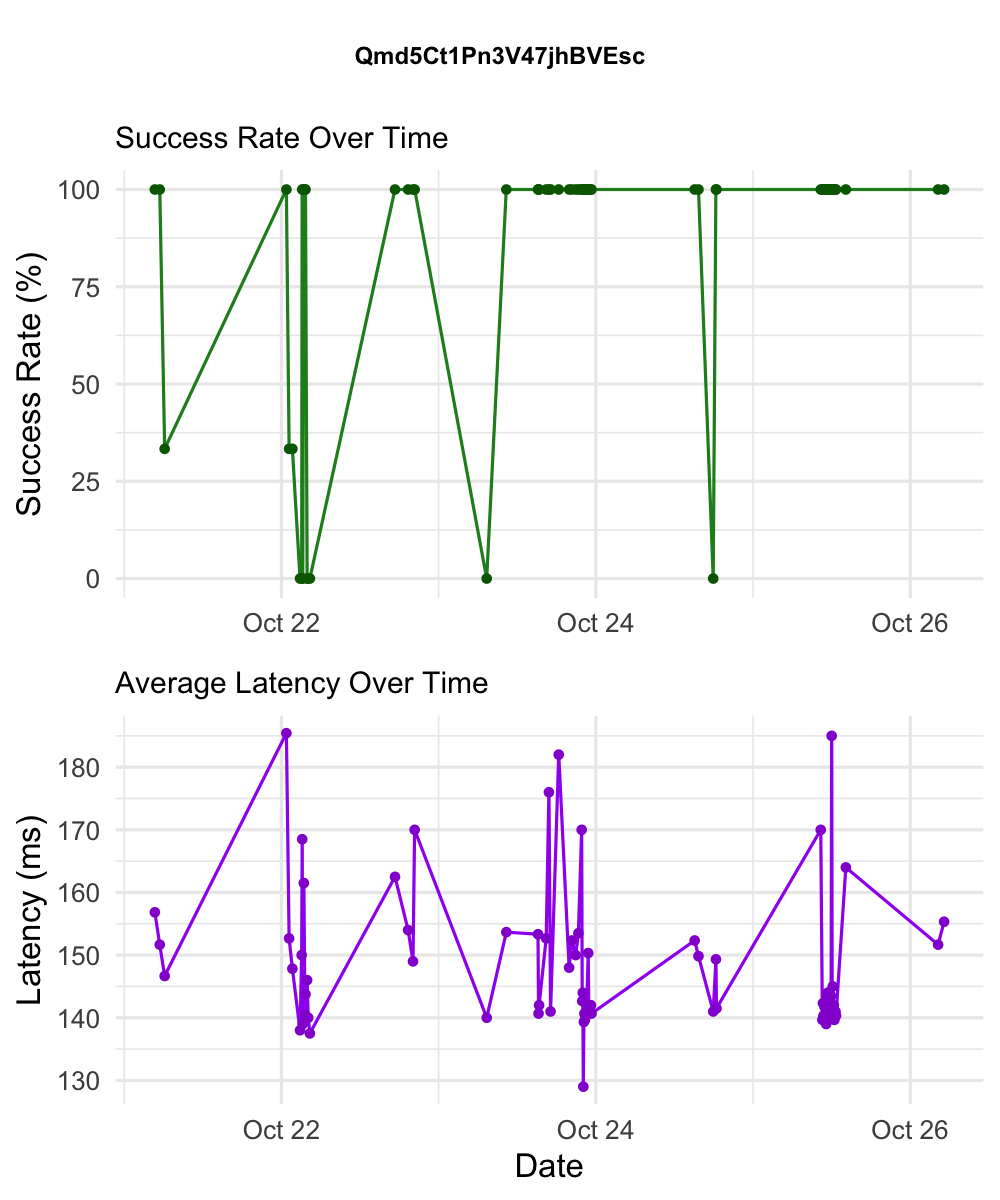 Qmd5Ct1Pn3V47jhBVEsc
Success Rate Over Time
Success Rate (%)
100
75
50
25
0
Oct 22 Oct 24 Oct 26
Average Latency Over Time
Latency (ms)
180
170
160
150
140
130
Oct 22 Oct 24 Oct 26
Date